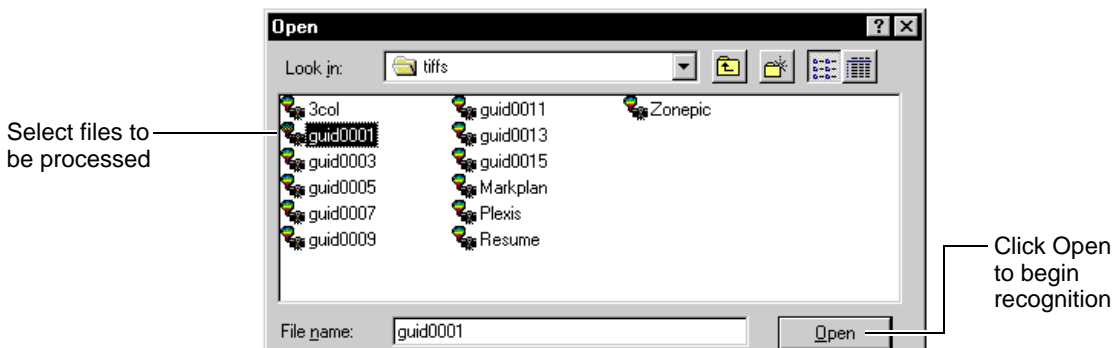 Open
Look in: tiffs
3col guid0011 Zonepic
guid0001 guid0013
guid0003 guid0015
guid0005 Markplan
guid0007 Plexis
guid0009 Resume
Select files to
be processed
Click Open
to begin
recognition
File name: guid0001 Open